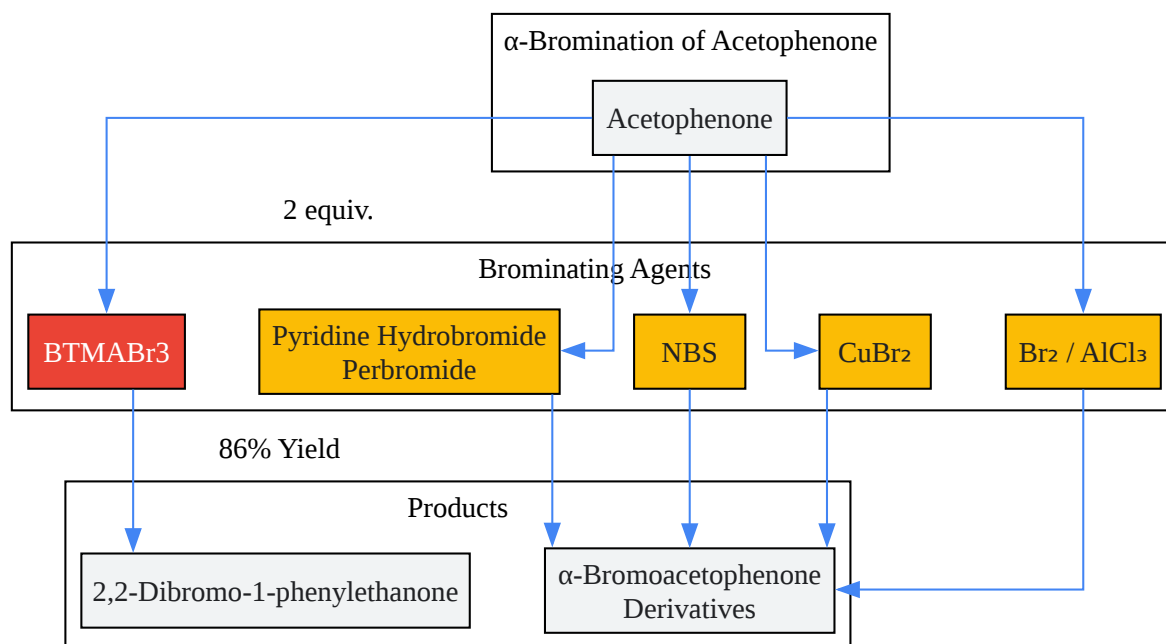 α-Bromination of Acetophenone
Acetophenone
2 equiv.
Brominating Agents
BTMABr3
Pyridine Hydrobromide
Perbromide
NBS
CuBr₂
Br₂ / AlCl₃
86% Yield
Products
2,2-Dibromo-1-phenylethanone
α-Bromoacetophenone
Derivatives